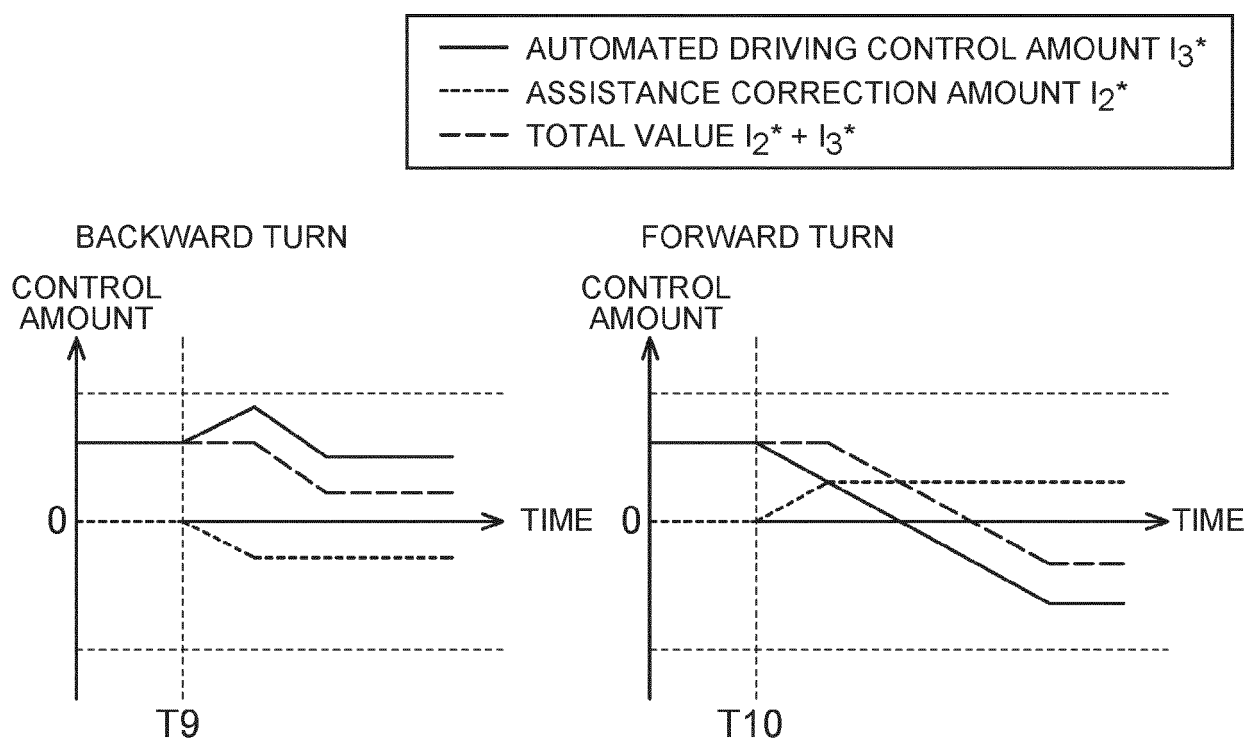 AUTOMATED DRIVING CONTROL AMOUNT I3*
ASSISTANCE CORRECTION AMOUNT I2*
TOTAL VALUE I2* + I3*
BACKWARD TURN
CONTROL
AMOUNT
0
TIME
T9
FORWARD TURN
CONTROL
AMOUNT
0
TIME
T10